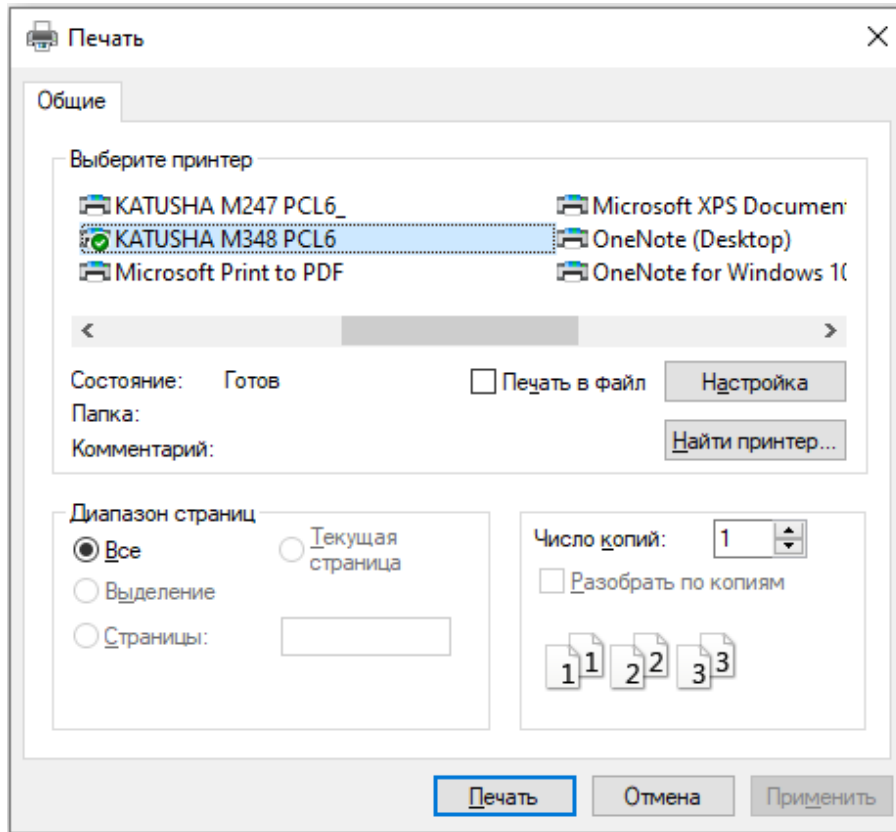 Печать
Общие
Выберите принтер
KATUSHA M247 PCL6_
KATUSHA M348 PCL6
Microsoft Print to PDF
Microsoft XPS Documen
OneNote (Desktop)
OneNote for Windows 10
Состояние: Готов
Папка:
Комментарий:
Печать в файл
Настройка
Найти принтер...
Диапазон страниц
Все
Текущая
страница
Выделение
Страницы:
Число копий: 1
Разобрать по копиям
1 1 2 2 3 3
Печать Отмена Применить